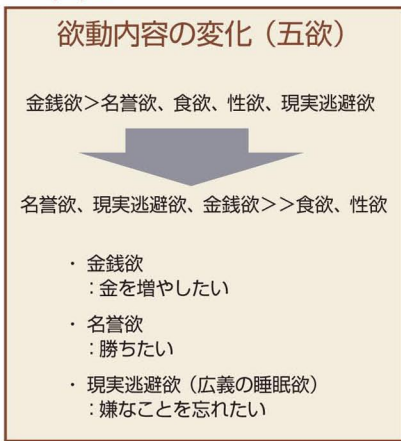 欲動内容の変化（五欲）
金銭欲＞名誉欲、食欲、性欲、現実逃避欲
名誉欲、現実逃避欲、金銭欲＞＞食欲、性欲
・ 金銭欲
：金を増やしたい
・ 名誉欲
：勝ちたい
・ 現実逃避欲（広義の睡眠欲）
：嫌なことを忘れたい